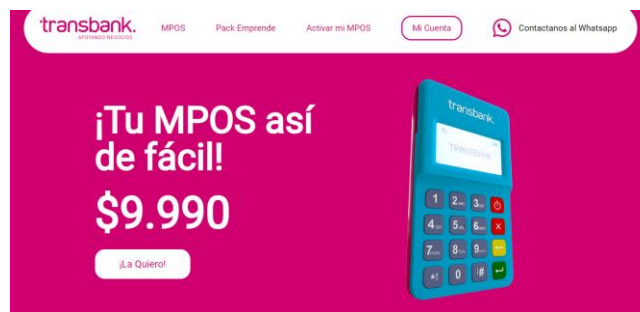 transbank.
APOYANDO NEGOCIOS
MPOS
Pack Emprende
Activar mi MPOS
Mi Cuenta
Contactanos al Whatsapp
¡Tu MPOS así
de fácil!
$9.990
¡La Quiero!
transbank.
TRANSBANK
1 2 3
4 5 6 X
7 8 9
*! 0 #